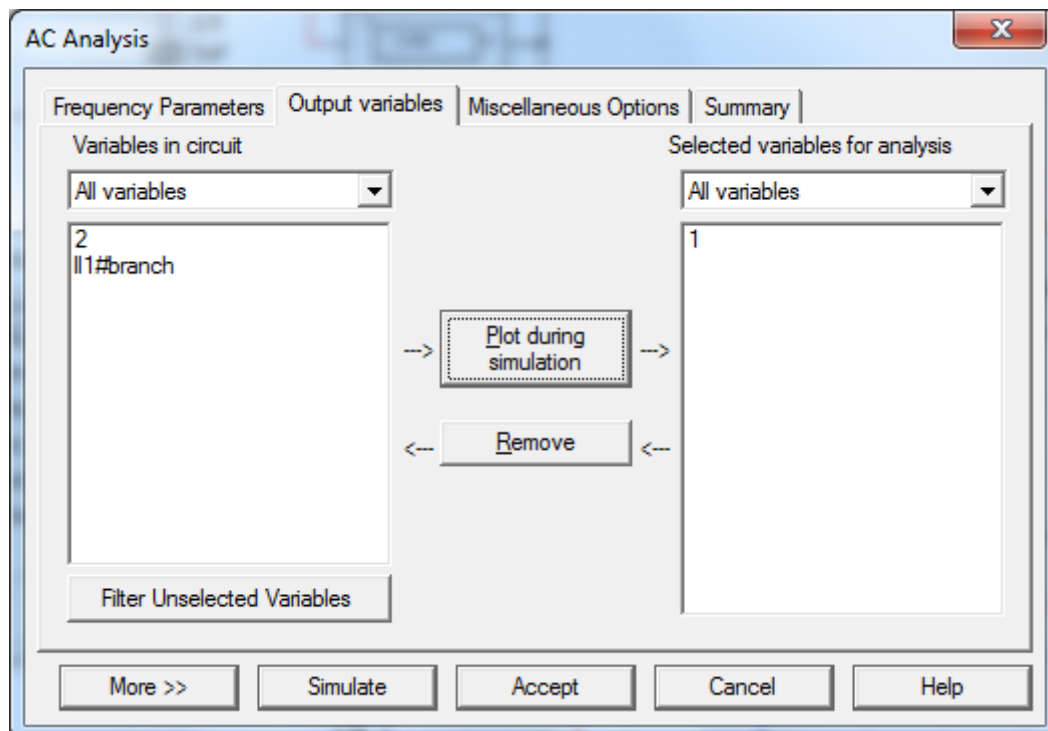 AC Analysis
Frequency Parameters Output variables Miscellaneous Options Summary
Variables in circuit
Selected variables for analysis
All variables
All variables
2
ll1#branch
1
---> Plot during simulation --->
<--- Remove <---
Filter Unselected Variables
More >> Simulate Accept Cancel Help